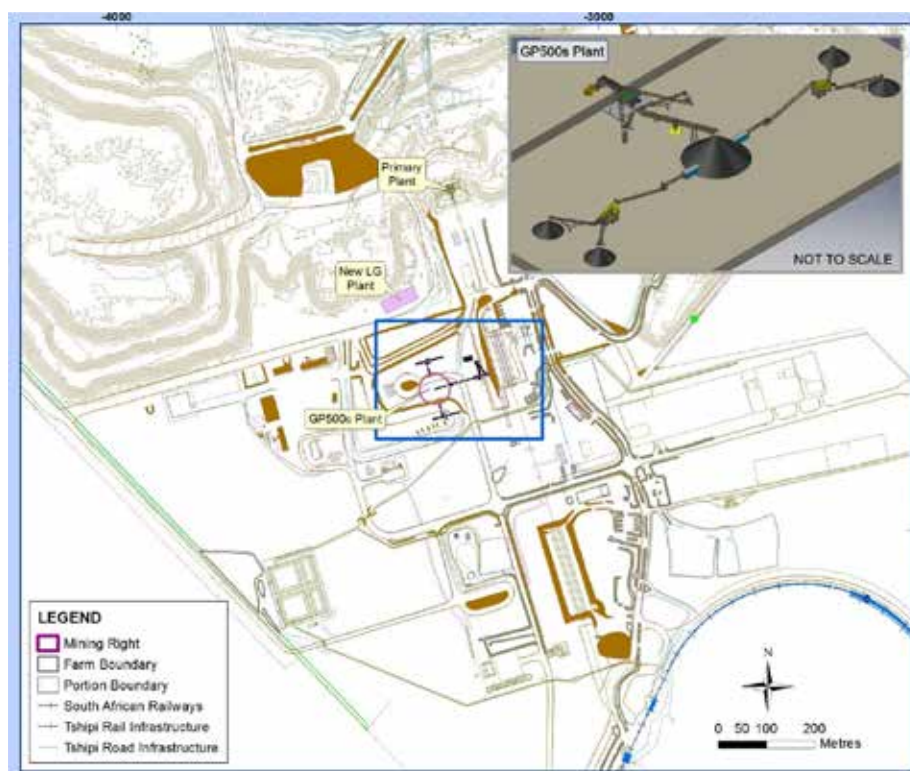 -4000
-3000
GP500s Plant
NOT TO SCALE
Primary
Plant
New LG
Plant
GP500s Plant
LEGEND
Mining Right
Farm Boundary
Portion Boundary
South African Railways
Tshipi Rail Infrastructure
Tshipi Road Infrastructure
N
0 50 100 200
Metres